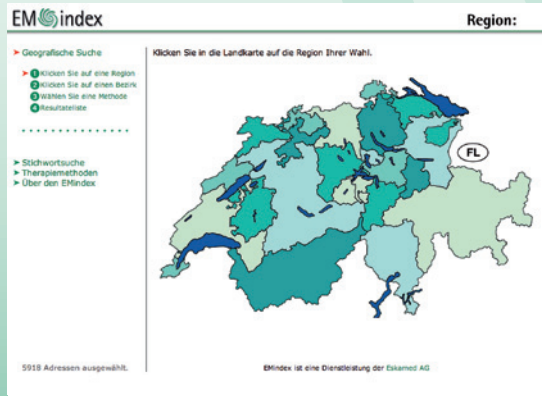 EM index
Region:
➤ Geografische Suche
➤ 1 Klicken Sie auf eine Region
2 Klicken Sie auf einen Bezirk
3 Wählen Sie eine Methode
4 Resultateliste
➤ Stichwortsuche
➤ Therapiemethoden
➤ Über den EMindex
Klicken Sie in die Landkarte auf die Region Ihrer Wahl.
FL
5918 Adressen ausgewählt.
EMindex ist eine Dienstleistung der Eskamed AG